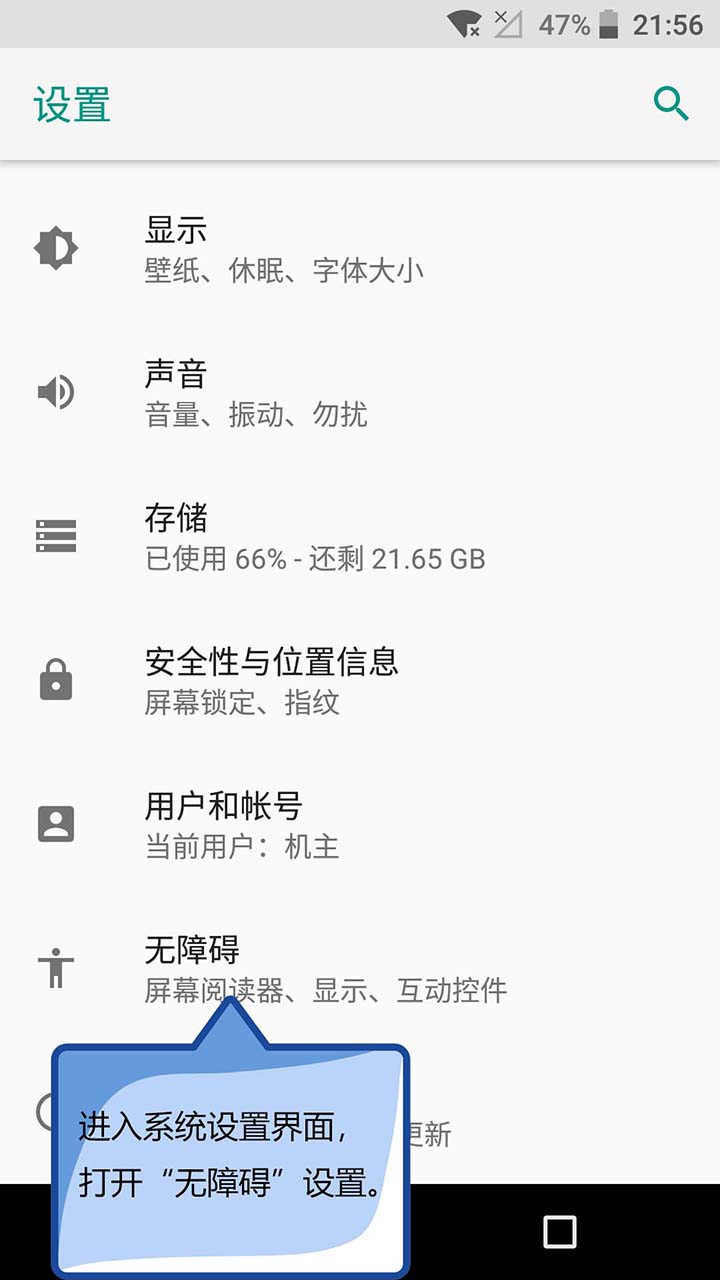 47% 21:56
设置
显示
壁纸、休眠、字体大小
声音
音量、振动、勿扰
存储
已使用 66% - 还剩 21.65 GB
安全性与位置信息
屏幕锁定、指纹
用户和帐号
当前用户：机主
无障碍
屏幕阅读器、显示、互动控件
更新
进入系统设置界面，
打开“无障碍”设置。